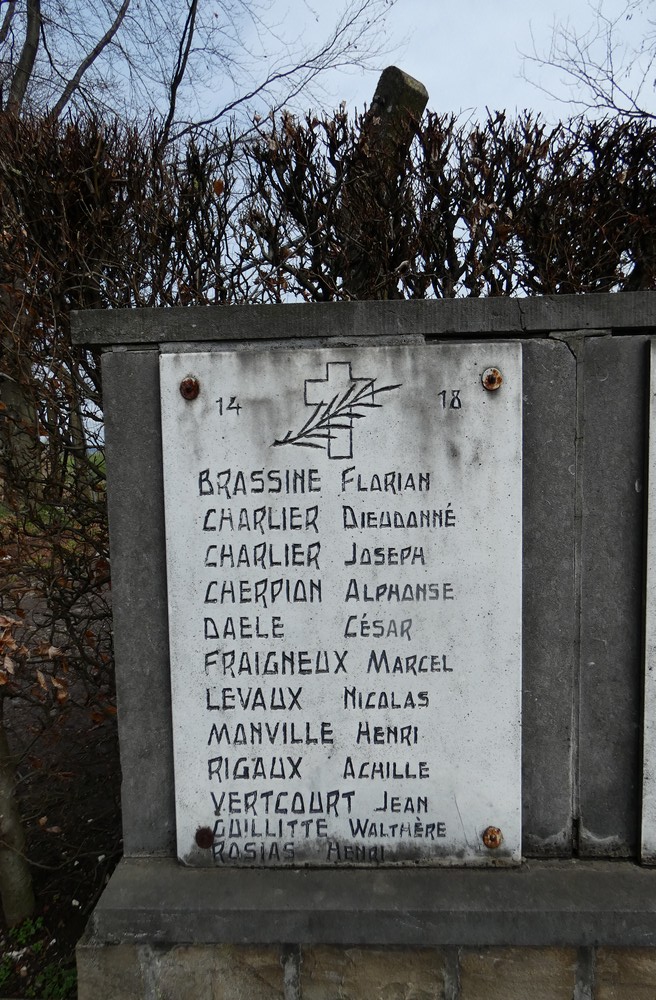 14 18
BRASSINE FLORIAN
CHARLIER DIEUDONNÉ
CHARLIER JOSEPH
CHERPION ALPHONSE
DAELE CÉSAR
FRAIGNEUX MARCEL
LEVAUX NICOLAS
MANVILLE HENRI
RIGAUX ACHILLE
VERTCOURT JEAN
GUILLITTE WALTHÈRE
ROSIAS HENRI